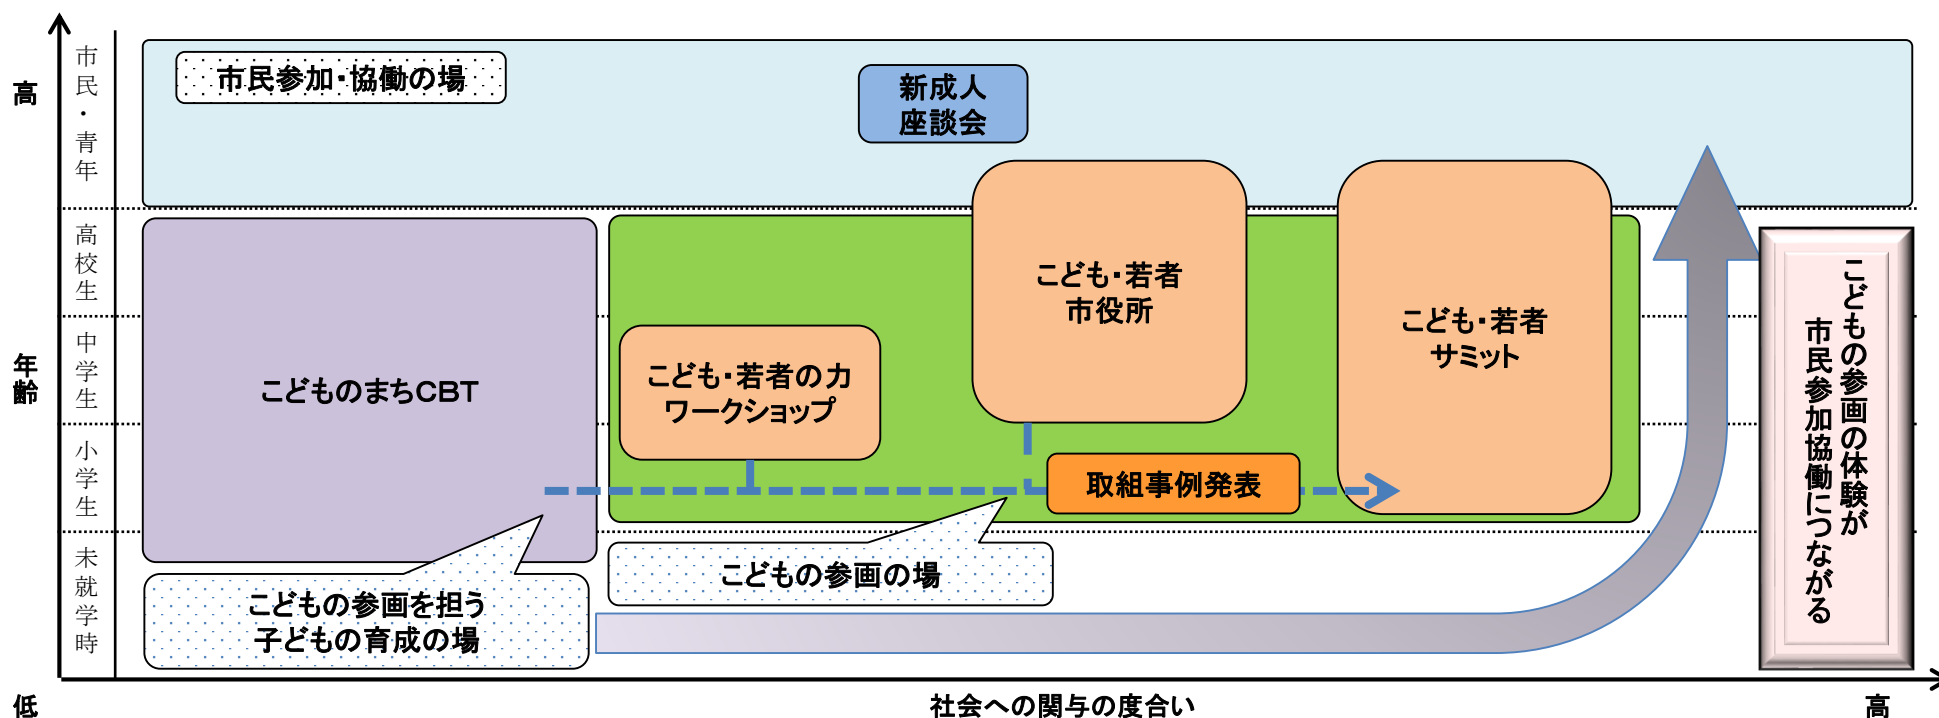 高
年齢
低
市民・青年
高校生
中学生
小学生
未就学時
市民参加・協働の場
新成人
座談会
こども・若者
市役所
こども・若者
サミット
こどものまちCBT
こども・若者の力
ワークショップ
取組事例発表
こどもの参画の場
こどもの参画を担う
子どもの育成の場
こどもの参画の体験が
市民参加協働につながる
社会への関与の度合い
高